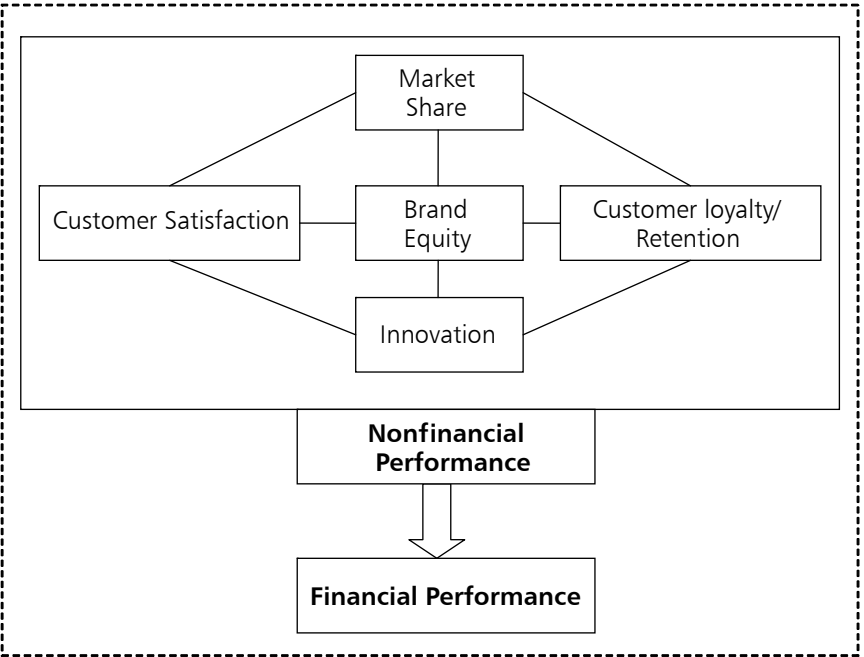 Market
Share
Customer Satisfaction
Brand
Equity
Customer loyalty/
Retention
Innovation
Nonfinancial
Performance
Financial Performance